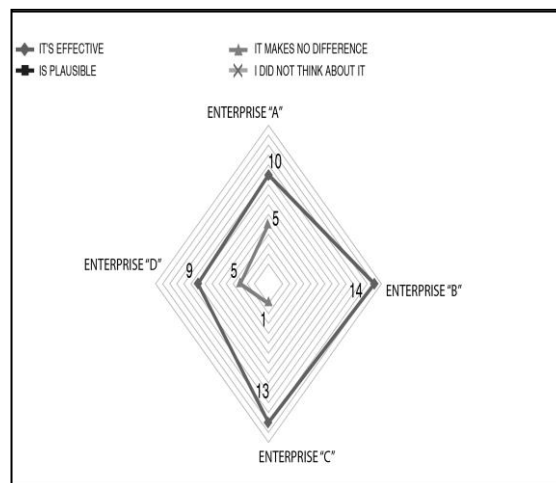 IT'S EFFECTIVE IT MAKES NO DIFFERENCE
IS PLAUSIBLE I DID NOT THINK ABOUT IT
ENTERPRISE "A"
10
5
ENTERPRISE "D" 9 5
14 ENTERPRISE "B"
1
13
ENTERPRISE "C"